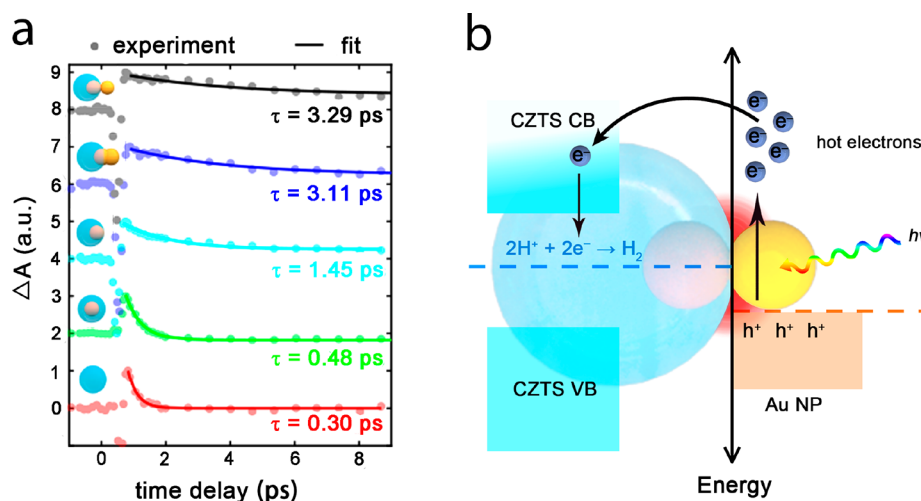 a
experiment
fit
9
8
7
6
5
4
3
2
1
0
ΔA (a.u.)
τ = 3.29 ps
τ = 3.11 ps
τ = 1.45 ps
τ = 0.48 ps
τ = 0.30 ps
0 2 4 6 8
time delay (ps)
b
CZTS CB
e⁻
e⁻
e⁻
e⁻
e⁻
e⁻
hot electrons
2H⁺ + 2e⁻ → H₂
hν
h⁺ h⁺ h⁺
CZTS VB
Au NP
Energy